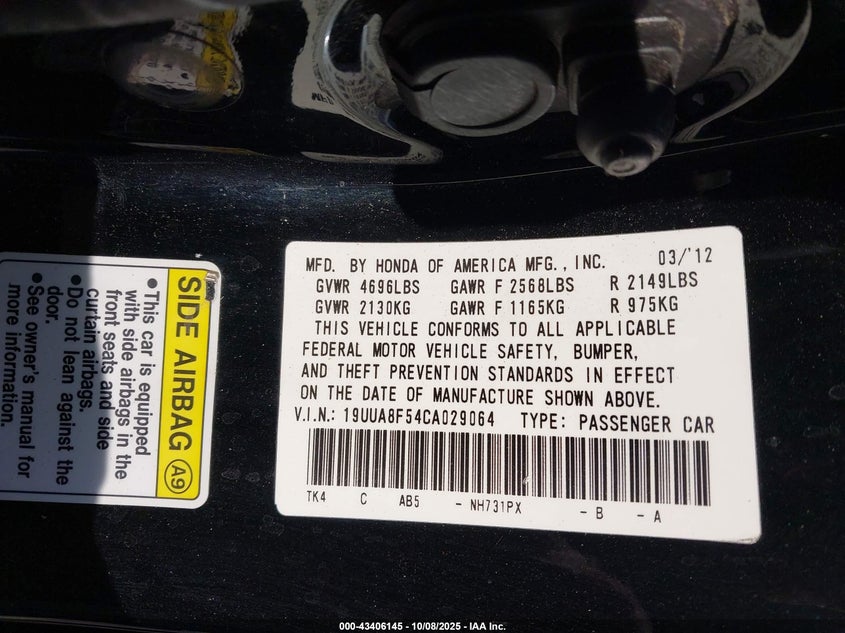 MFD. BY HONDA OF AMERICA MFG., INC. 03/'12
GVWR 4696LBS GAWR F 2568LBS R 2149LBS
GVWR 2130KG GAWR F 1165KG R 975KG
THIS VEHICLE CONFORMS TO ALL APPLICABLE
FEDERAL MOTOR VEHICLE SAFETY, BUMPER,
AND THEFT PREVENTION STANDARDS IN EFFECT
ON THE DATE OF MANUFACTURE SHOWN ABOVE.
V.I.N.: 19UUA8F54CA029064 TYPE: PASSENGER CAR
TK4 C AB5 - NH731PX - B - A
SIDE AIRBAG A9
• This car is equipped
with side airbags in the
front seats and side
curtain airbags.
• Do not lean against the
door.
• See owner's manual for
more information.
000-43406145 - 10/08/2025 - IAA Inc.